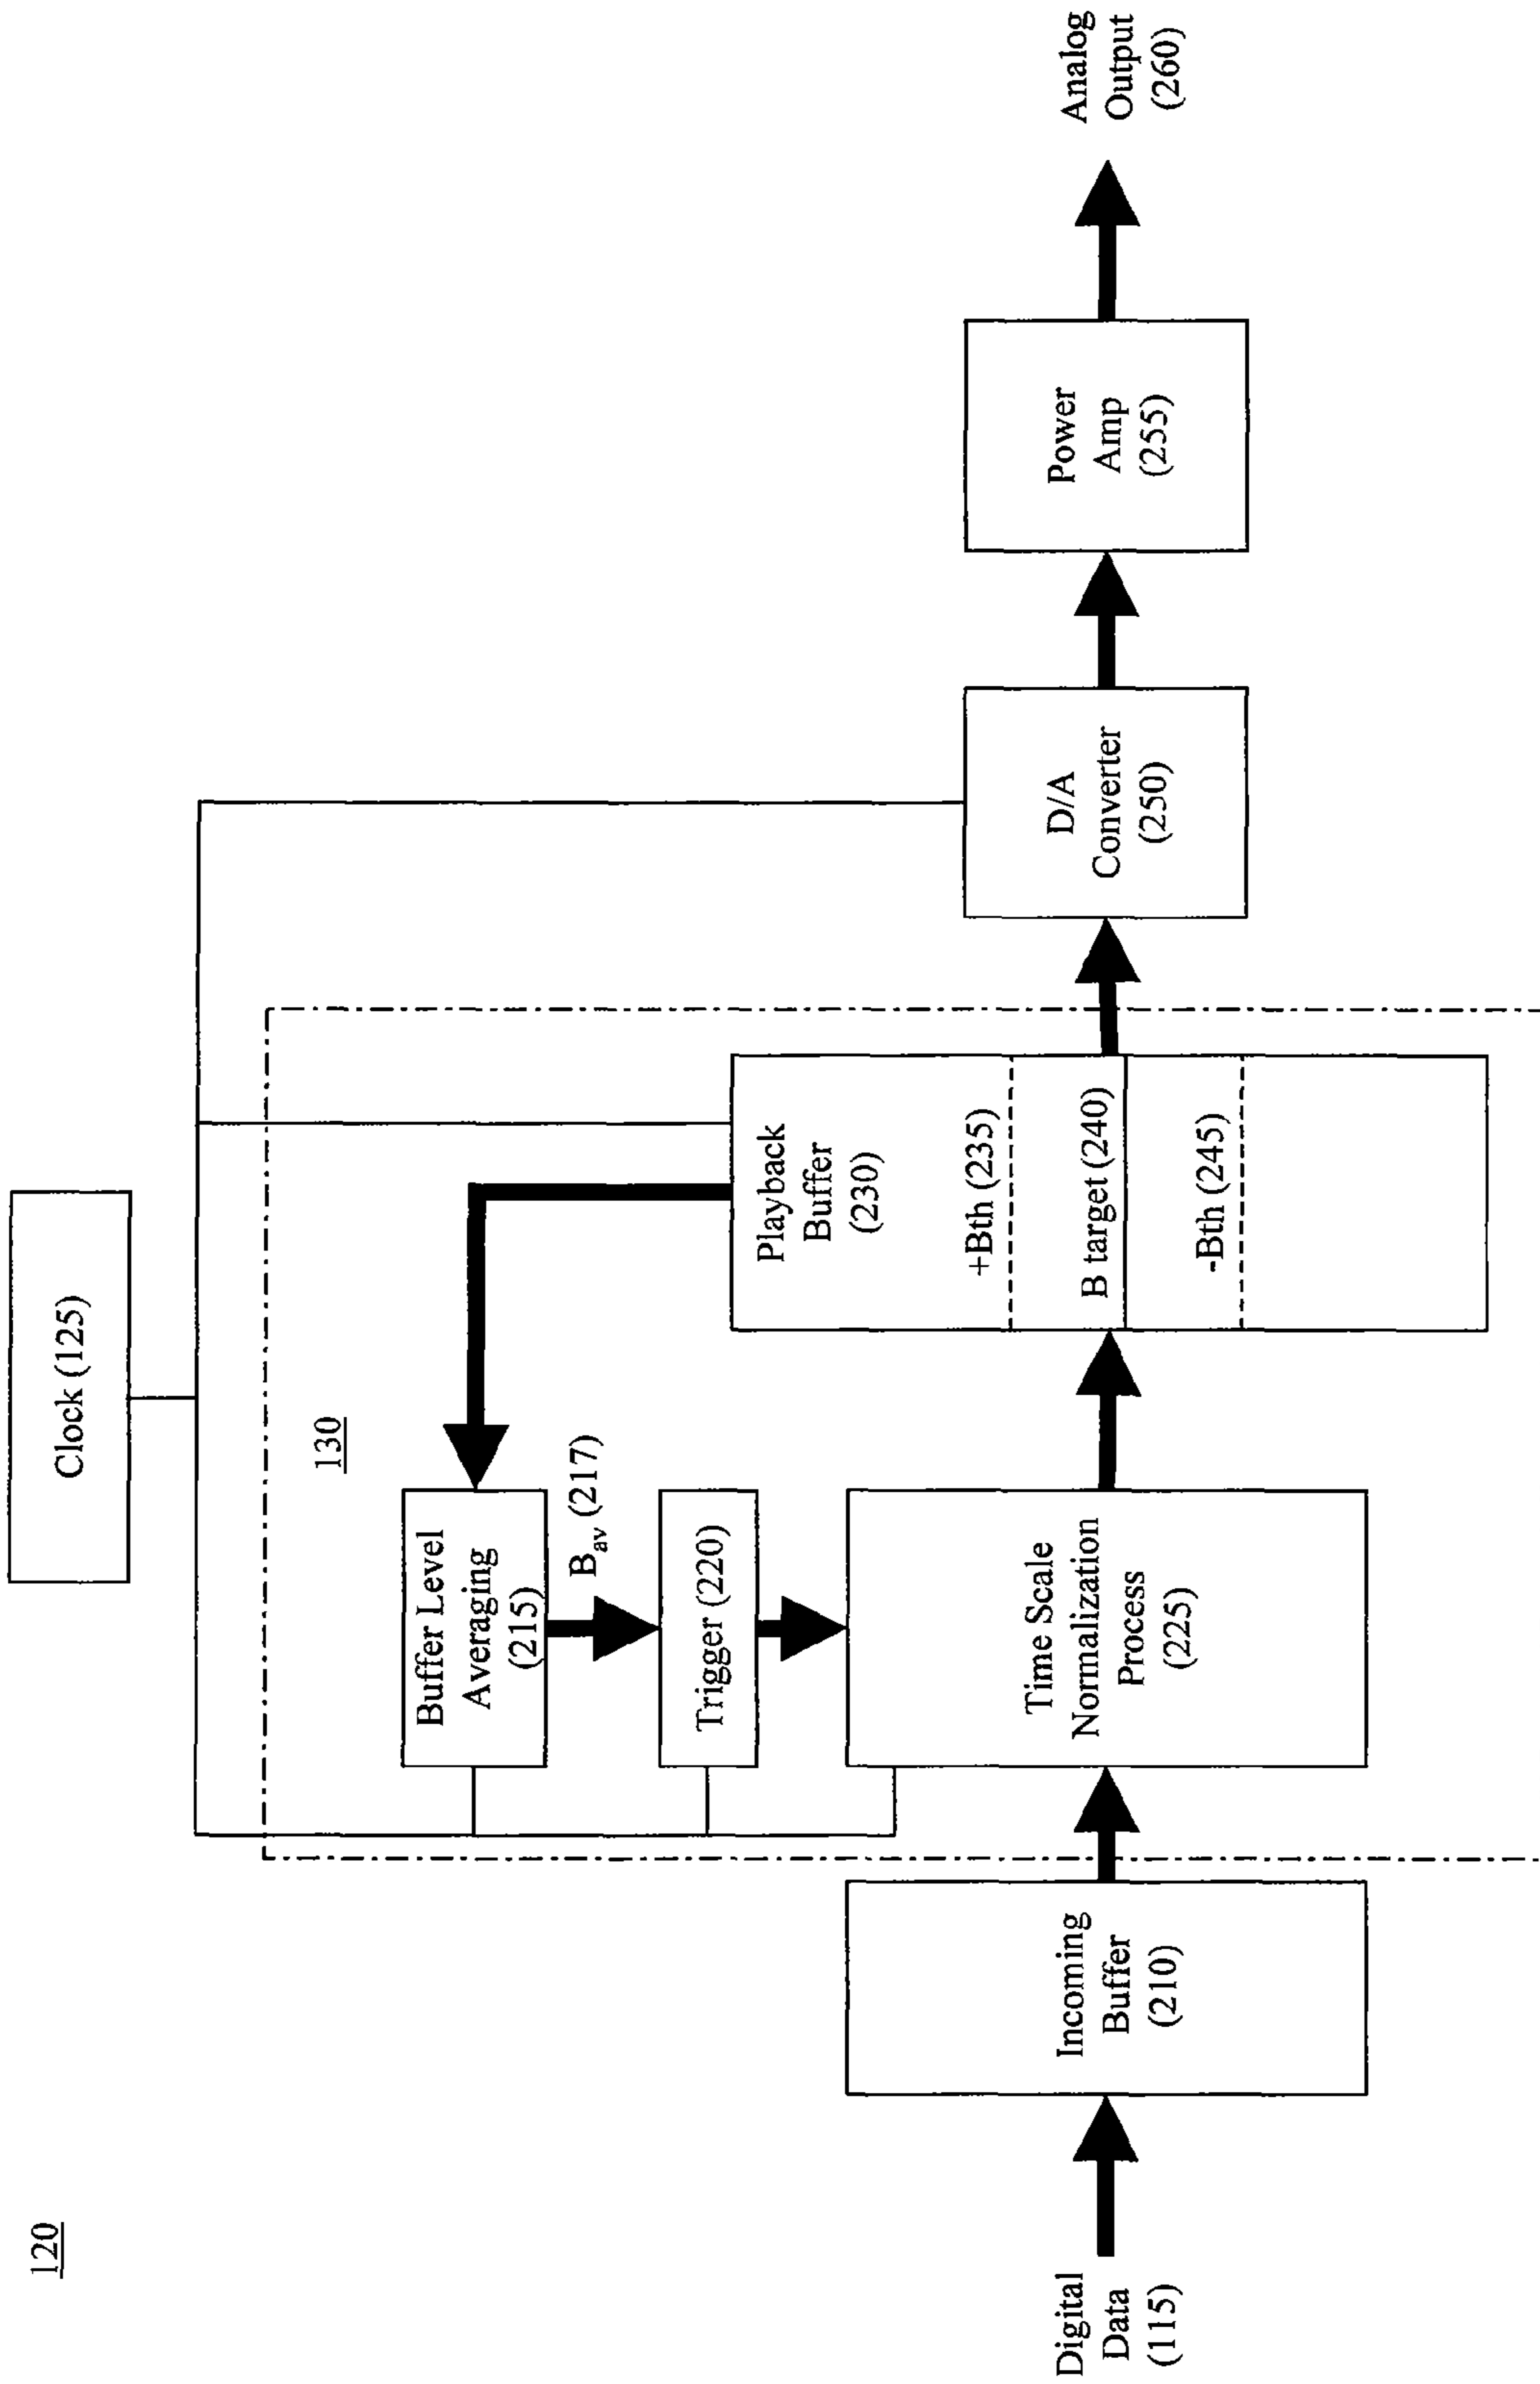 120
Clock (125)
130
Buffer Level
Averaging
(215)
Bav (217)
Trigger (220)
Digital
Data
(115)
Incoming
Buffer
(210)
Time Scale
Normalization
Process
(225)
Playback
Buffer
(230)
+Bth (235)
B target (240)
-Bth (245)
D/A
Converter
(250)
Power
Amp
(255)
Analog
Output
(260)